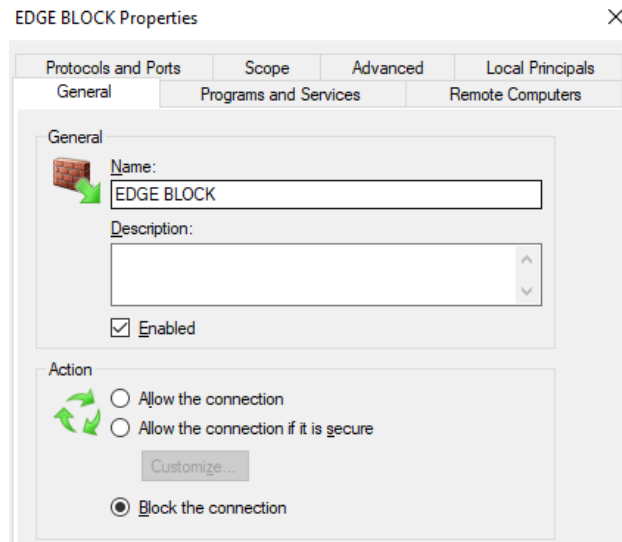 EDGE BLOCK Properties
Protocols and Ports Scope Advanced Local Principals
General Programs and Services Remote Computers
General
Name:
EDGE BLOCK
Description:
Enabled
Action
Allow the connection
Allow the connection if it is secure
Customize...
Block the connection